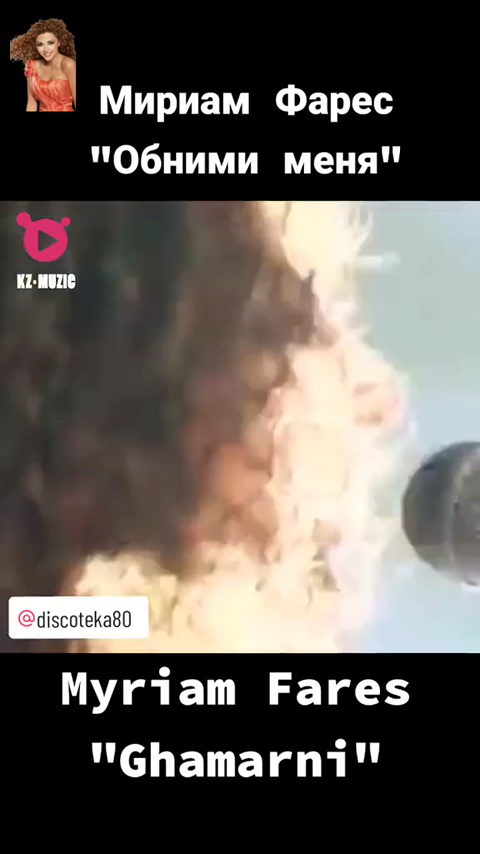 Мириам Фарес
"Обними меня"
KZ·MUZIC
@discoteka80
Myriam Fares
"Ghamarni"